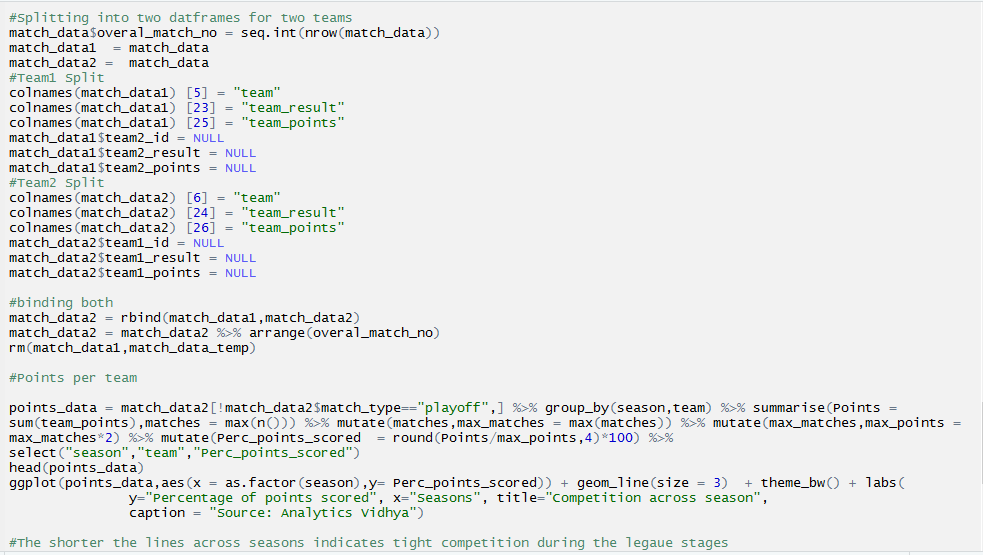 #Splitting into two datframes for two teams
match_data$overal_match_no = seq.int(nrow(match_data))
match_data1  = match_data
match_data2 =  match_data
#Team1 Split
colnames(match_data1) [5] = "team"
colnames(match_data1) [23] = "team_result"
colnames(match_data1) [25] = "team_points"
match_data1$team2_id = NULL
match_data1$team2_result = NULL
match_data1$team2_points = NULL
#Team2 Split
colnames(match_data2) [6] = "team"
colnames(match_data2) [24] = "team_result"
colnames(match_data2) [26] = "team_points"
match_data2$team1_id = NULL
match_data2$team1_result = NULL
match_data2$team1_points = NULL
#binding both
match_data2 = rbind(match_data1,match_data2)
match_data2 = match_data2 %>% arrange(overal_match_no)
rm(match_data1,match_data_temp)
#Points per team
points_data = match_data2[!match_data2$match_type=="playoff",] %>% group_by(season,team) %>% summarise(Points =
sum(team_points),matches = max(n())) %>% mutate(matches,max_matches = max(matches)) %>% mutate(max_matches,max_points =
max_matches*2) %>% mutate(Perc_points_scored  = round(Points/max_points,4)*100) %>%
select("season","team","Perc_points_scored")
head(points_data)
ggplot(points_data,aes(x = as.factor(season),y= Perc_points_scored)) + geom_line(size = 3)  + theme_bw() + labs(
y="Percentage of points scored", x="Seasons", title="Competition across season",
caption = "Source: Analytics Vidhya")
#The shorter the lines across seasons indicates tight competition during the legaue stages